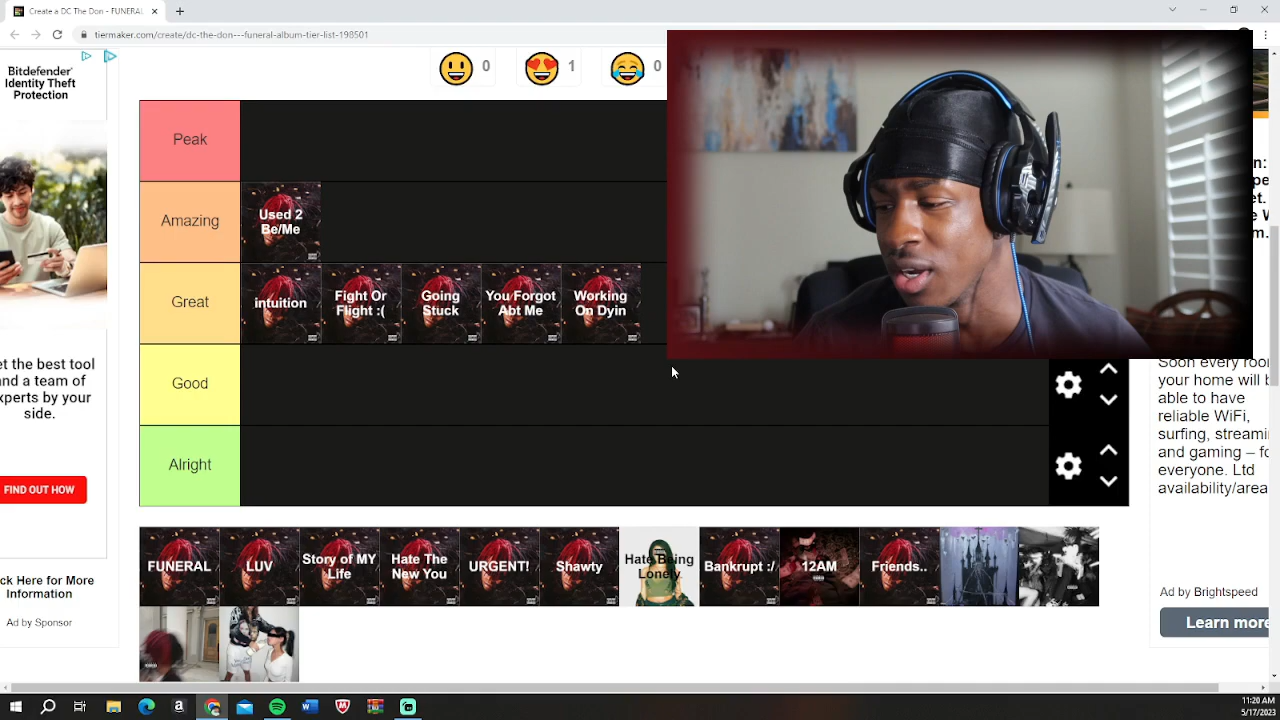 Create a DC The Don - FUNERAL A
tiermaker.com/create/dc-the-don---funeral-album-tier-list-198501
Bitdefender®
Identity Theft
Protection
et the best tool
and a team of
xperts by your
side.
FIND OUT HOW
ick Here for More
Information
Ad by Sponsor
0
1
0
Peak
Amazing
Used 2
Be/Me
Great
intuition
Fight Or
Flight :(
Going
Stuck
You Forgot
Abt Me
Working
On Dyin
Good
Alright
FUNERAL
LUV
Story of MY
Life
Hate The
New You
URGENT!
Shawty
Hate Being
Lonely
Bankrupt :/
12AM
Friends..
Soon every roo
your home will
able to have
reliable WiFi,
surfing, stream
and gaming – fo
everyone. Ltd
availability/area
Ad by Brightspeed
Learn more
11:20 AM
5/17/2023